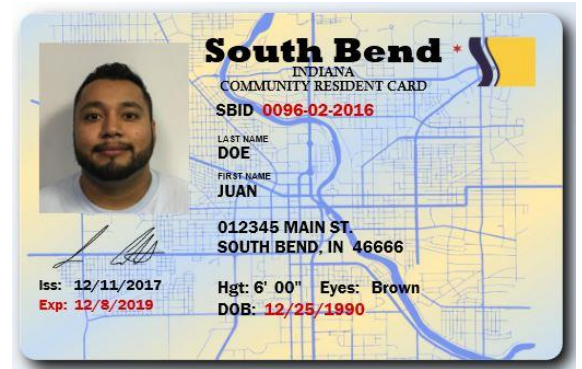 South Bend
INDIANA
COMMUNITY RESIDENT CARD
SBID 0096-02-2016
LAST NAME
DOE
FIRST NAME
JUAN
012345 MAIN ST.
SOUTH BEND, IN 46666
Iss: 12/11/2017
Exp: 12/8/2019
Hgt: 6' 00" Eyes: Brown
DOB: 12/25/1990